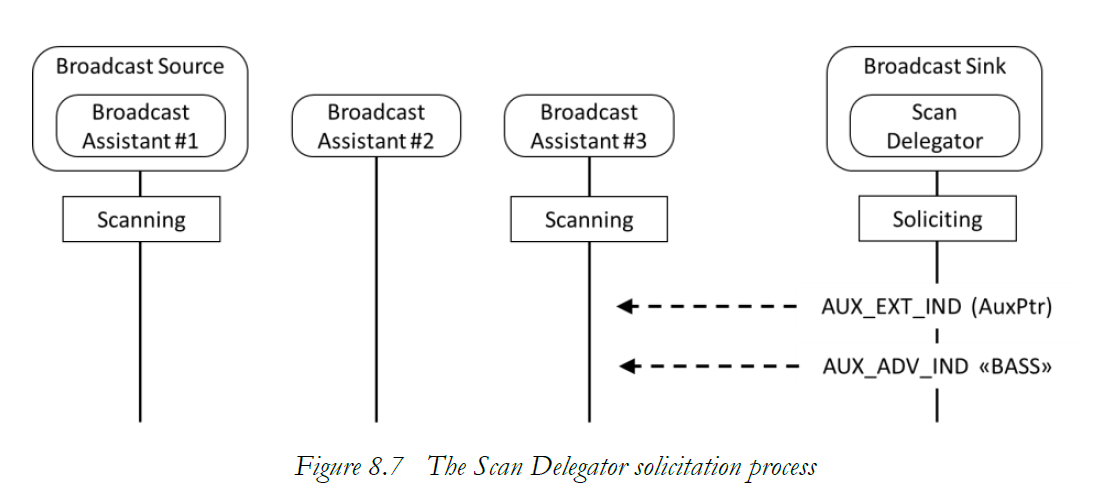 Broadcast Source
Broadcast
Assistant #1
Broadcast
Assistant #2
Broadcast
Assistant #3
Broadcast Sink
Scan
Delegator
Scanning
Scanning
Soliciting
AUX_EXT_IND (AuxPtr)
AUX_ADV_IND «BASS»
Figure 8.7 The Scan Delegator solicitation process